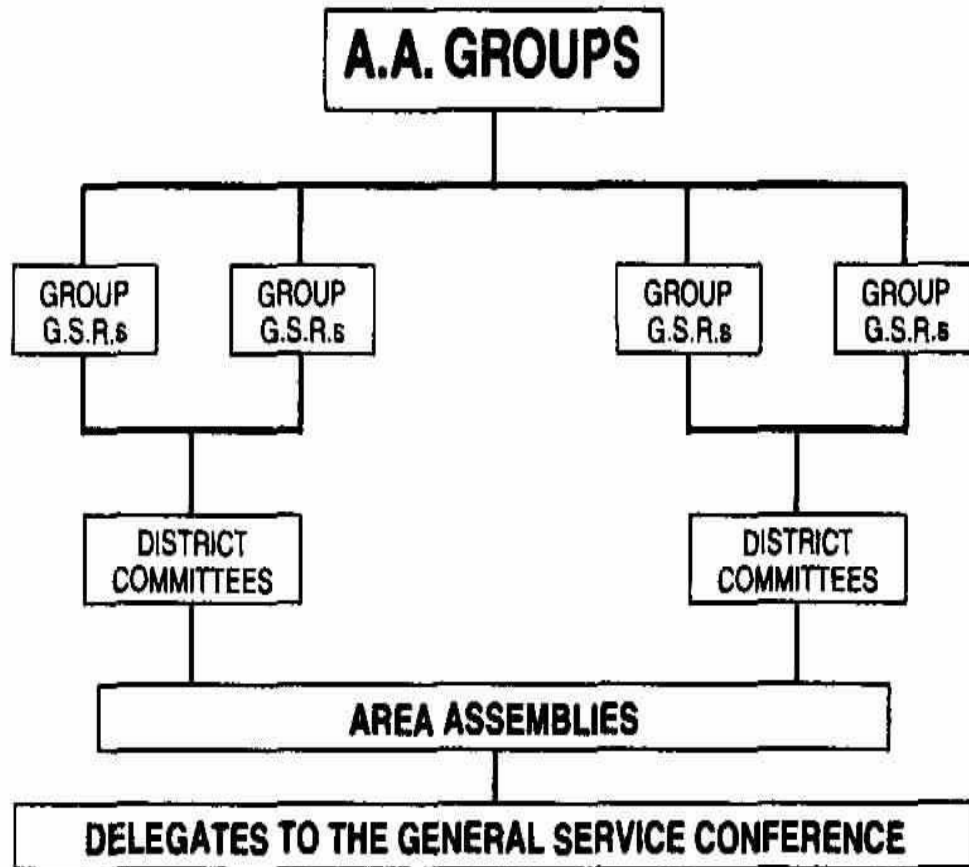 A.A. GROUPS
GROUP
G.S.R.s
GROUP
G.S.R.s
GROUP
G.S.R.s
GROUP
G.S.R.s
DISTRICT
COMMITTEES
DISTRICT
COMMITTEES
AREA ASSEMBLIES
DELEGATES TO THE GENERAL SERVICE CONFERENCE